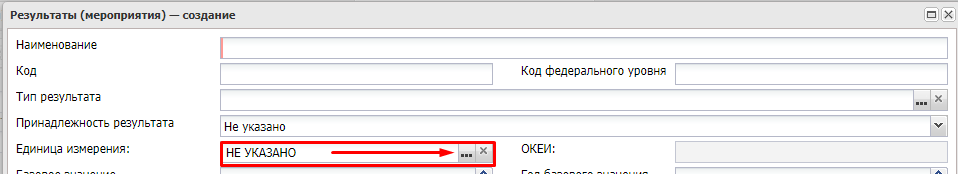 Результаты (мероприятия) — создание
Наименование
Код Код федерального уровня
Тип результата ...
Принадлежность результата Не указано
Единица измерения: НЕ УКАЗАНО ... ОКЕИ:
Базовое значение Год базового значения